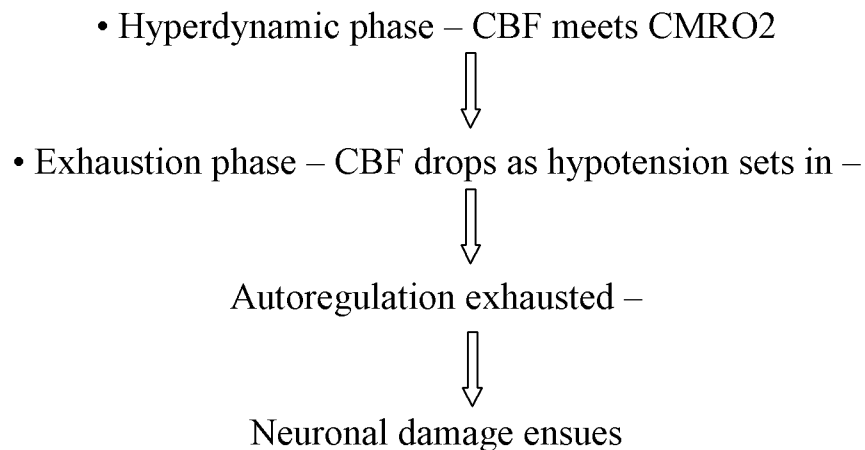 • Hyperdynamic phase – CBF meets CMRO2
• Exhaustion phase – CBF drops as hypotension sets in –
Autoregulation exhausted –
Neuronal damage ensues